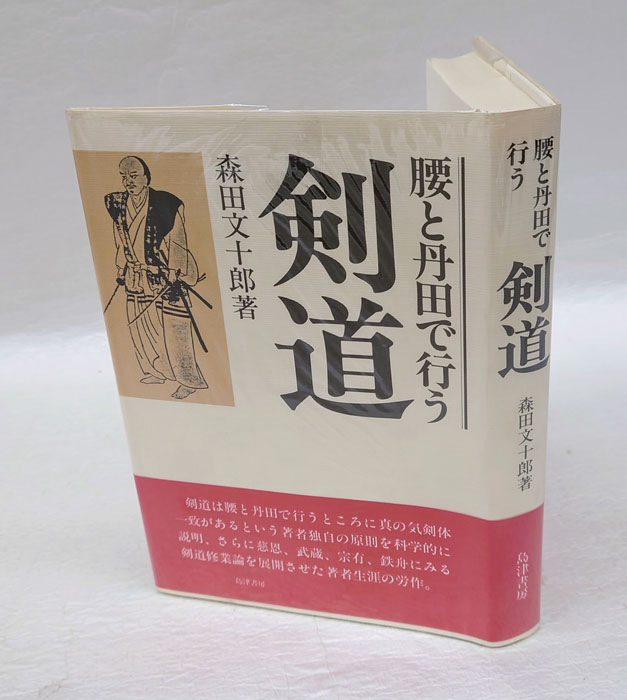 腰と丹田で行う
剣道
森田文十郎著
剣道は腰と丹田で行うところに真の気剣体
一致があるという著者独自の原則を科学的に
説明、さらに慈恩、武蔵、宗有、鉄舟にみる
剣道修業論を展開させた著者生涯の労作。
島津書房
腰と丹田で
行う
剣道
森田文十郎著
島津書房